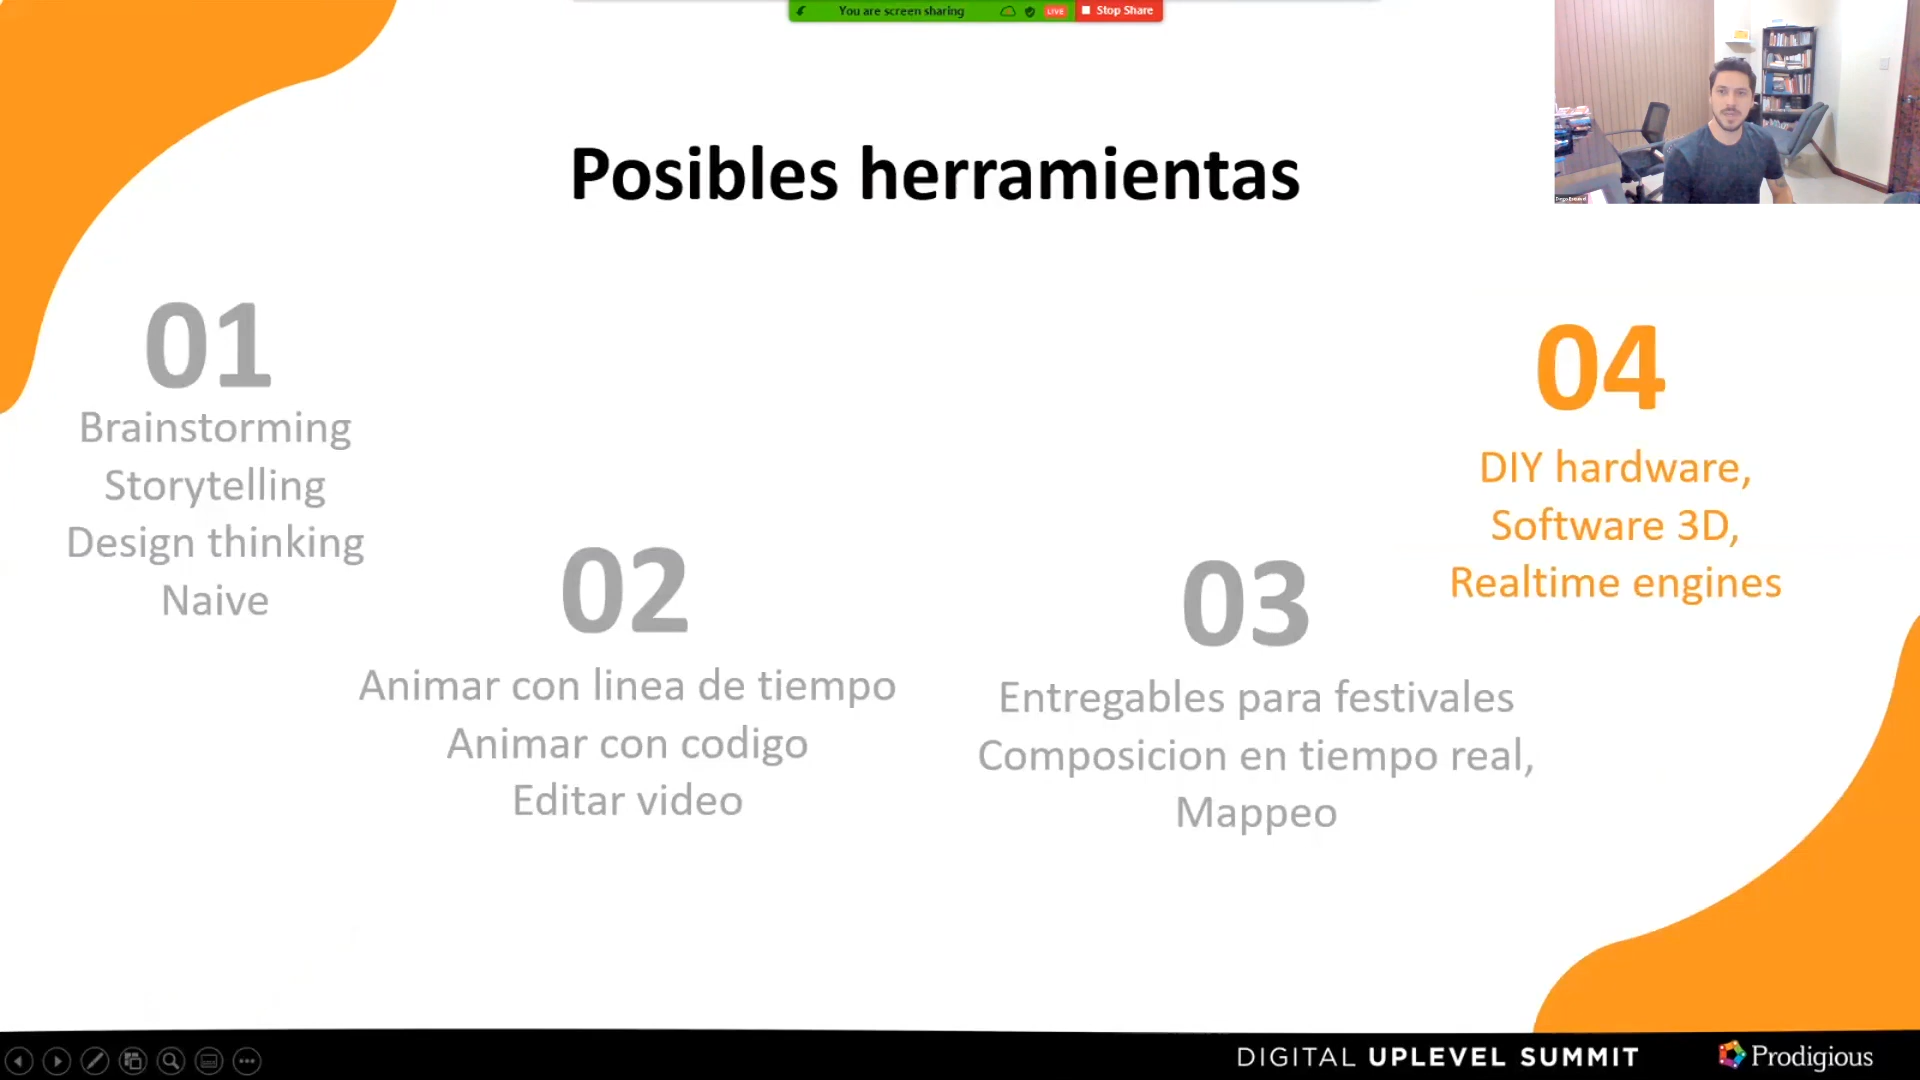 You are screen sharing
LIVE
Stop Share
Posibles herramientas
01
Brainstorming
Storytelling
Design thinking
Naive
02
Animar con linea de tiempo
Animar con codigo
Editar video
03
Entregables para festivales
Composicion en tiempo real,
Mappeo
04
DIY hardware,
Software 3D,
Realtime engines
DIGITAL UPLEVEL SUMMIT
Prodigious